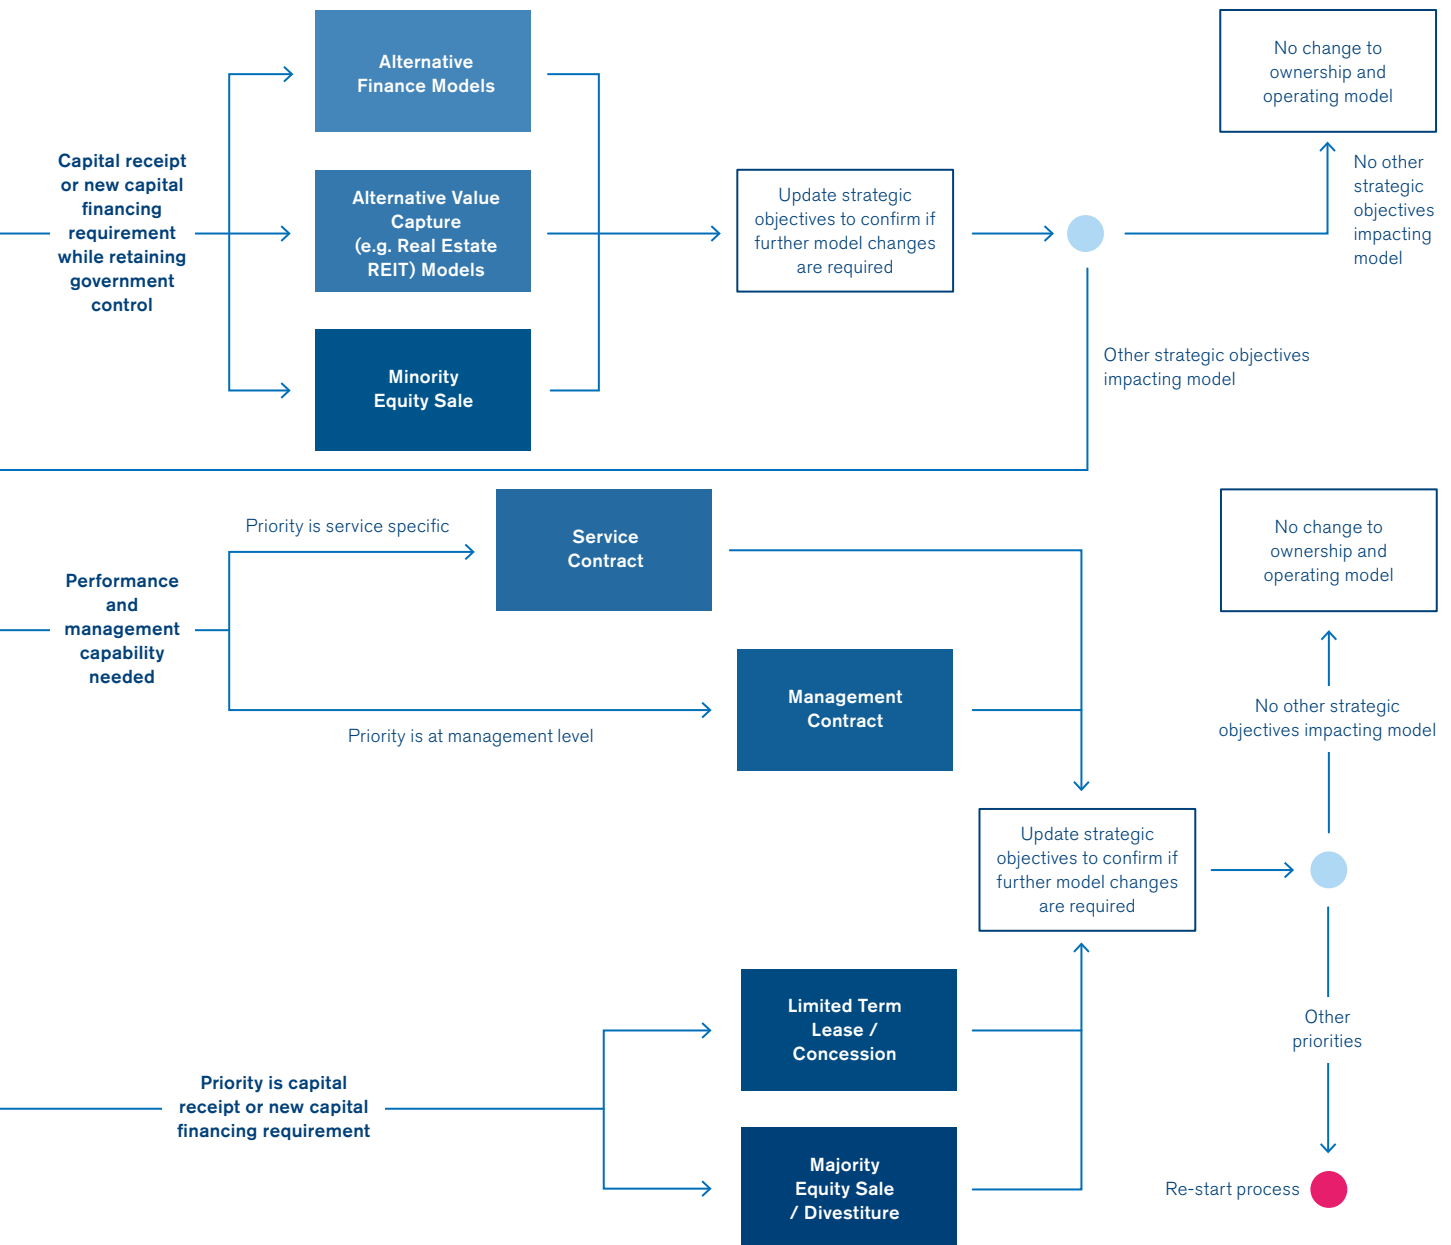 Capital receipt
or new capital
financing
requirement
while retaining
government
control
Alternative
Finance Models
Alternative Value
Capture
(e.g. Real Estate
REIT) Models
Minority
Equity Sale
Update strategic
objectives to confirm if
further model changes
are required
No change to
ownership and
operating model
No other
strategic
objectives
impacting
model
Other strategic objectives
impacting model
Performance
and
management
capability
needed
Priority is service specific
Service
Contract
Priority is at management level
Management
Contract
No change to
ownership and
operating model
No other strategic
objectives impacting model
Update strategic
objectives to confirm if
further model changes
are required
Other
priorities
Re-start process
Priority is capital
receipt or new capital
financing requirement
Limited Term
Lease /
Concession
Majority
Equity Sale
/ Divestiture